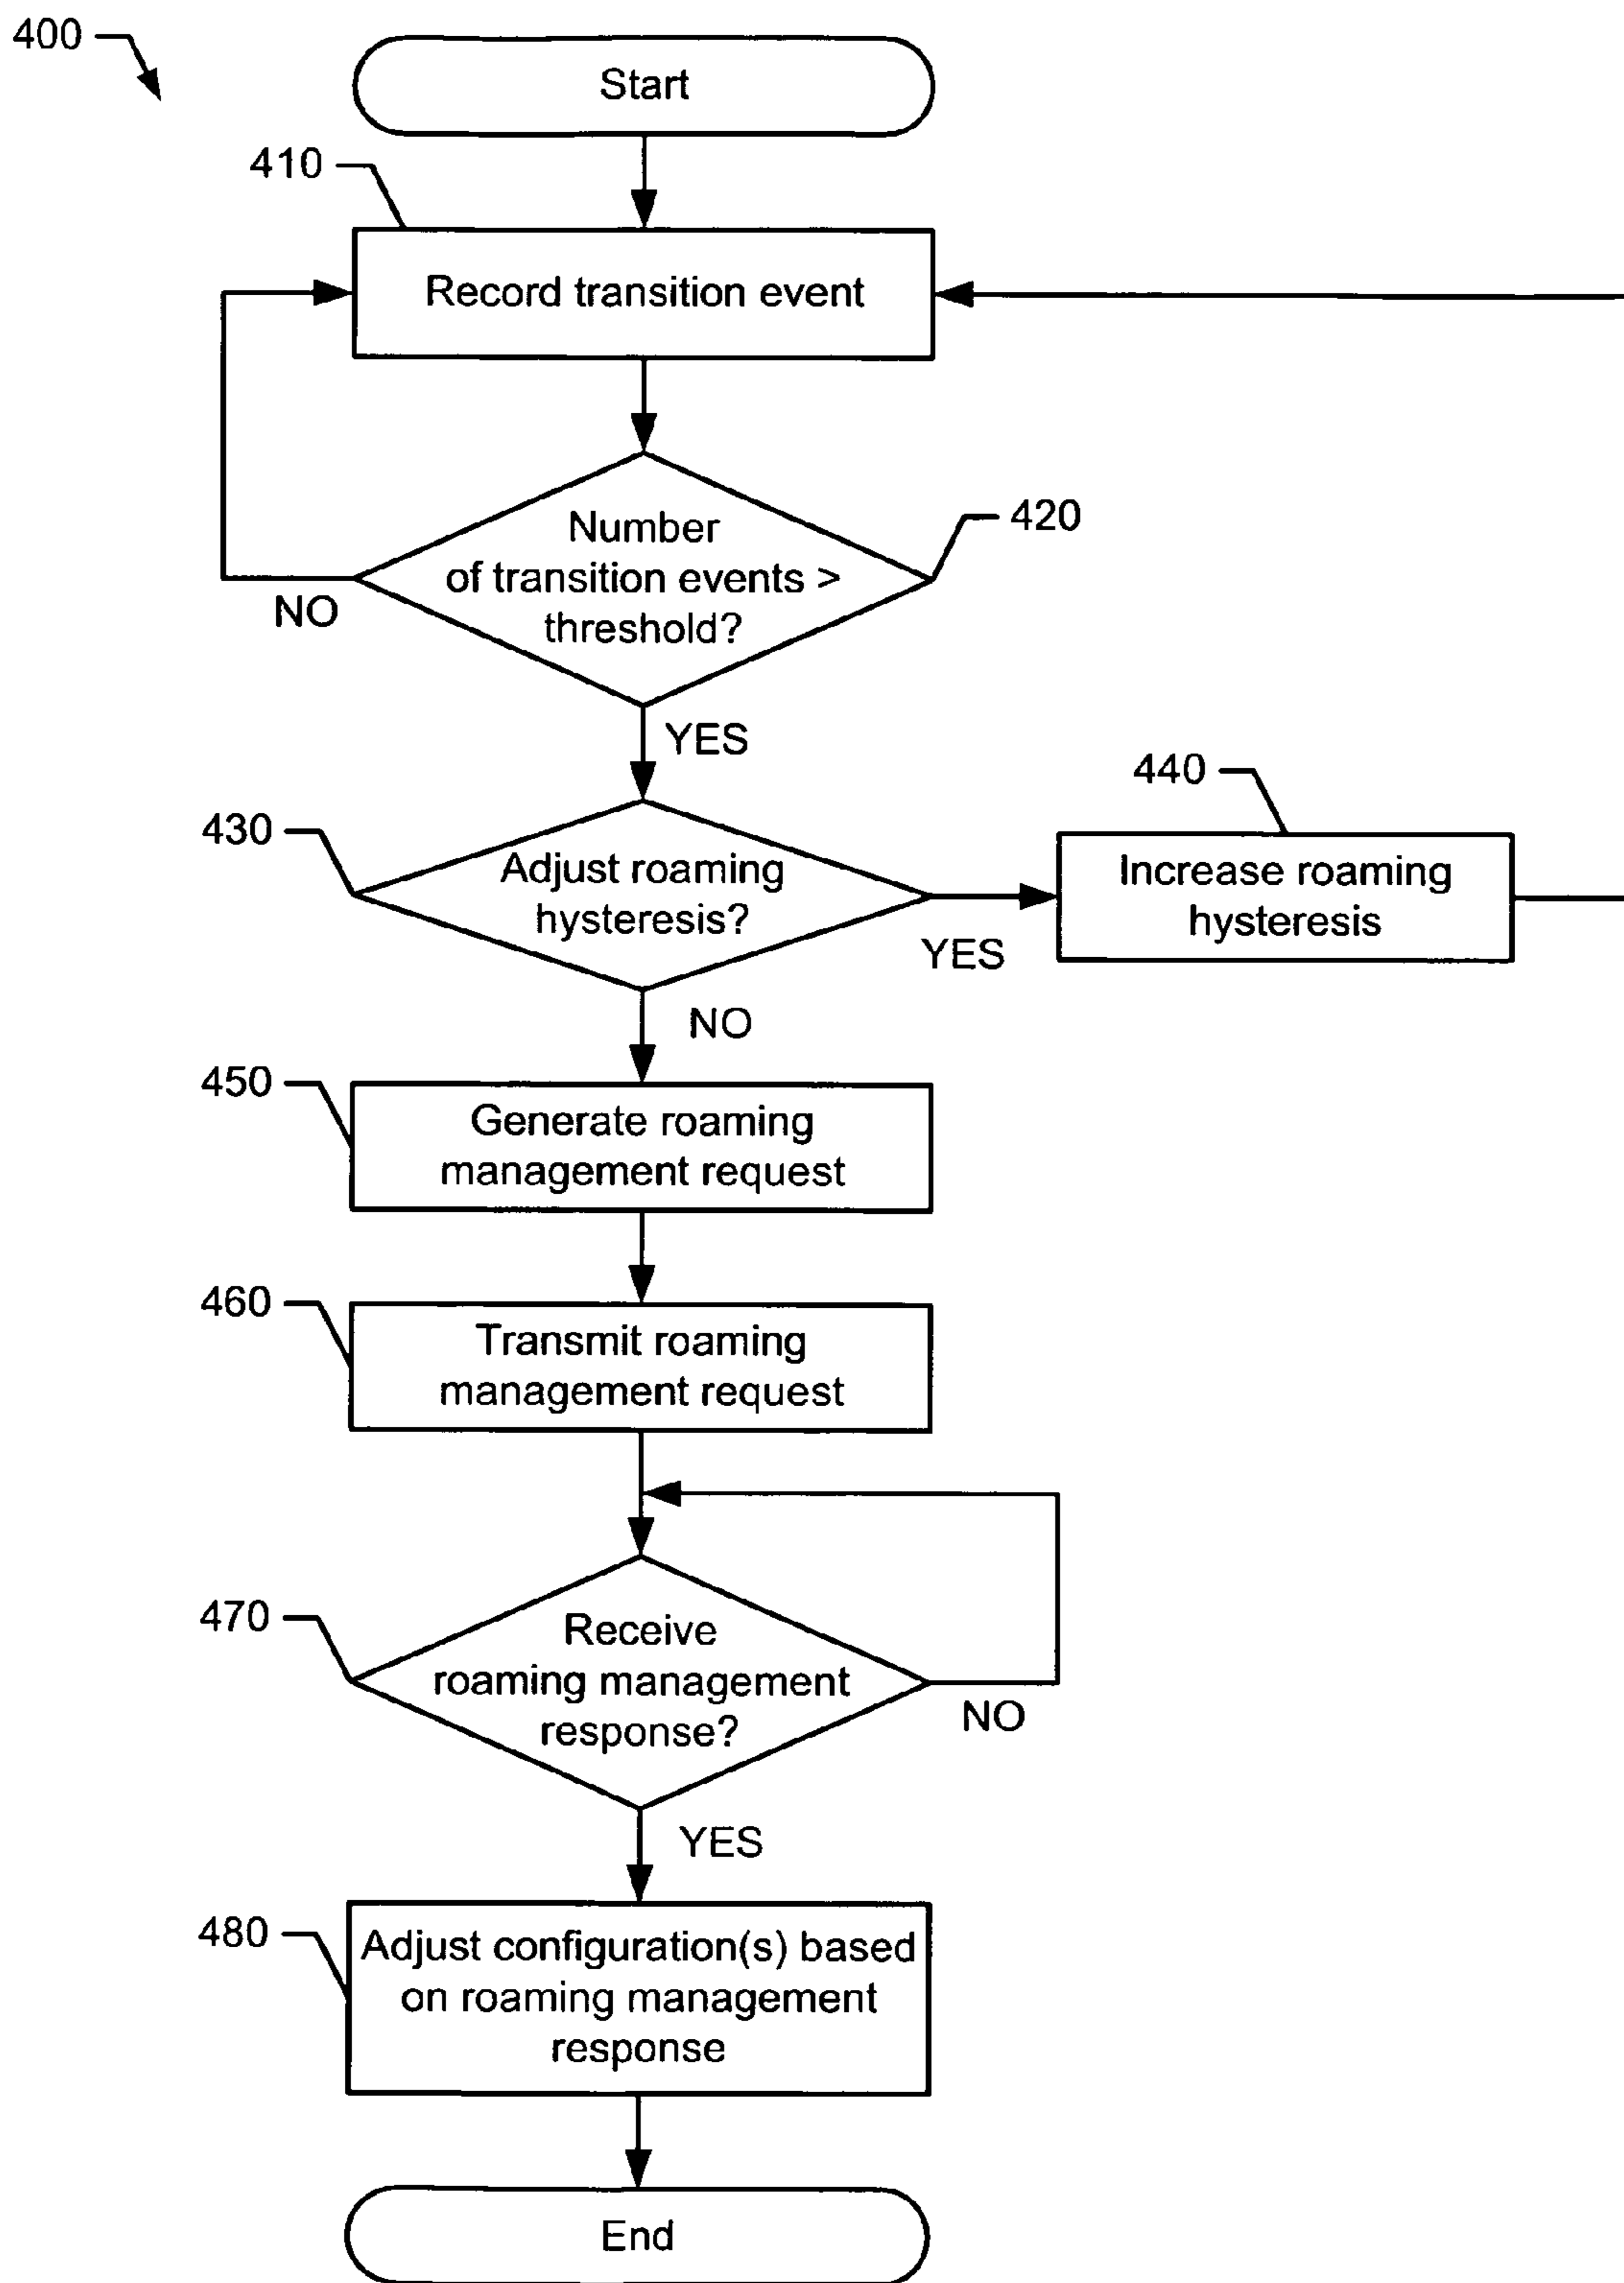 400
Start
410
Record transition event
420
Number
of transition events >
threshold?
NO
YES
430
Adjust roaming
hysteresis?
YES
440
Increase roaming
hysteresis
NO
450
Generate roaming
management request
460
Transmit roaming
management request
470
Receive
roaming management
response?
NO
YES
480
Adjust configuration(s) based
on roaming management
response
End